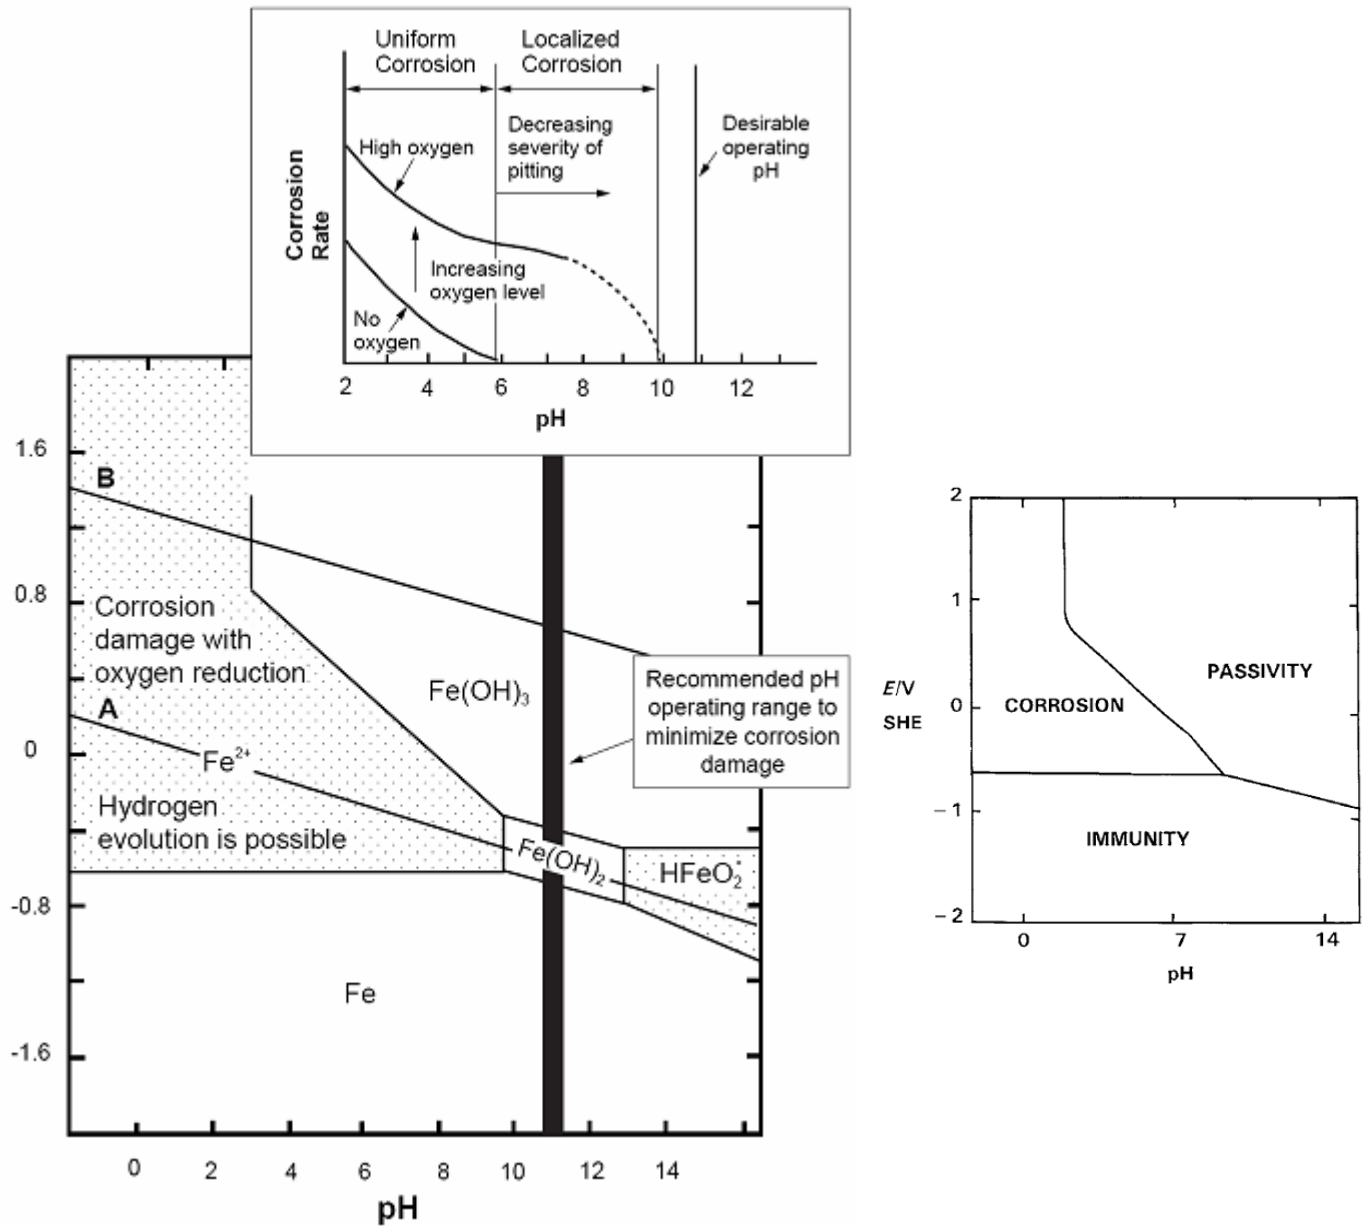 Uniform
Corrosion
Localized
Corrosion
High oxygen
Decreasing
severity of
pitting
Desirable
operating
pH
Corrosion
Rate
Increasing
oxygen level
No
oxygen
2 4 6 8 10 12
pH
1.6
0.8
0
-0.8
-1.6
B
Corrosion
damage with
oxygen reduction
A
Fe²⁺
Hydrogen
evolution is possible
Fe(OH)₃
Recommended pH
operating range to
minimize corrosion
damage
Fe(OH)₂
HFeO₂⁻
Fe
0 2 4 6 8 10 12 14
pH
2
1
0
– 1
– 2
E/V
SHE
CORROSION
PASSIVITY
IMMUNITY
0 7 14
pH